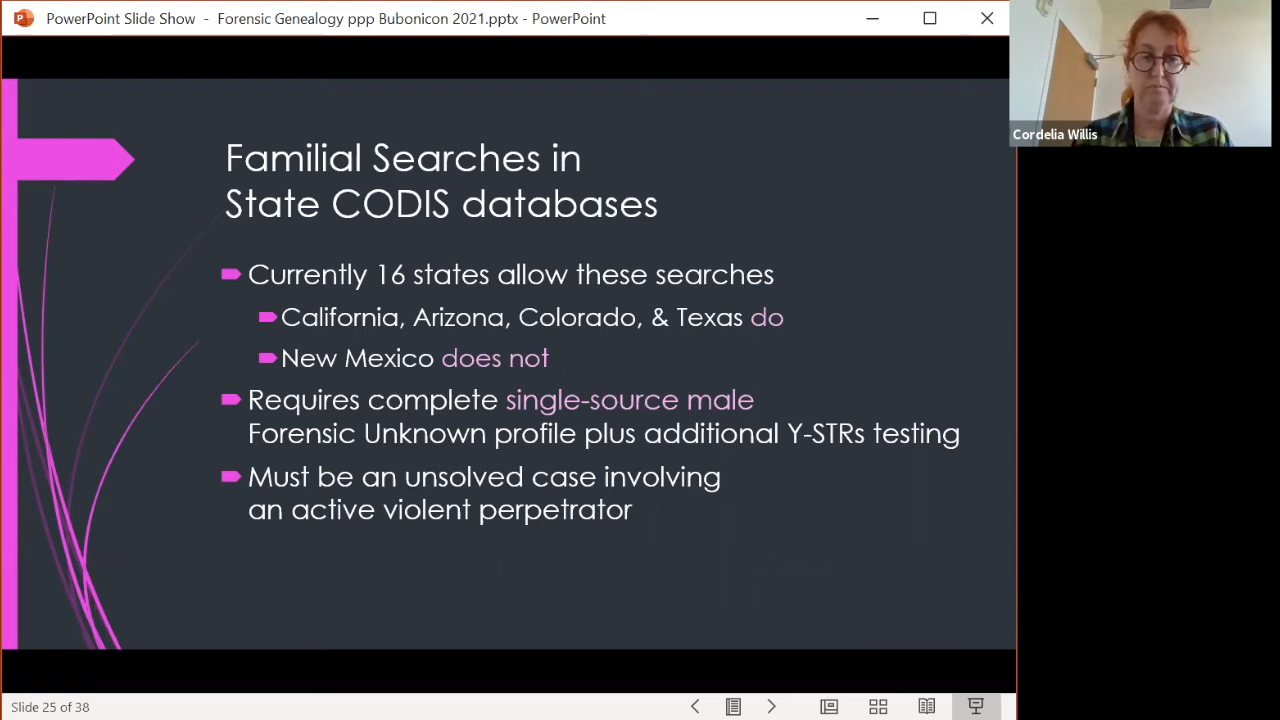 PowerPoint Slide Show - Forensic Genealogy ppp Bubonicon 2021.pptx - PowerPoint
Cordelia Willis
Familial Searches in
State CODIS databases
Currently 16 states allow these searches
California, Arizona, Colorado, & Texas do
New Mexico does not
Requires complete single-source male
Forensic Unknown profile plus additional Y-STRs testing
Must be an unsolved case involving
an active violent perpetrator
Slide 25 of 38